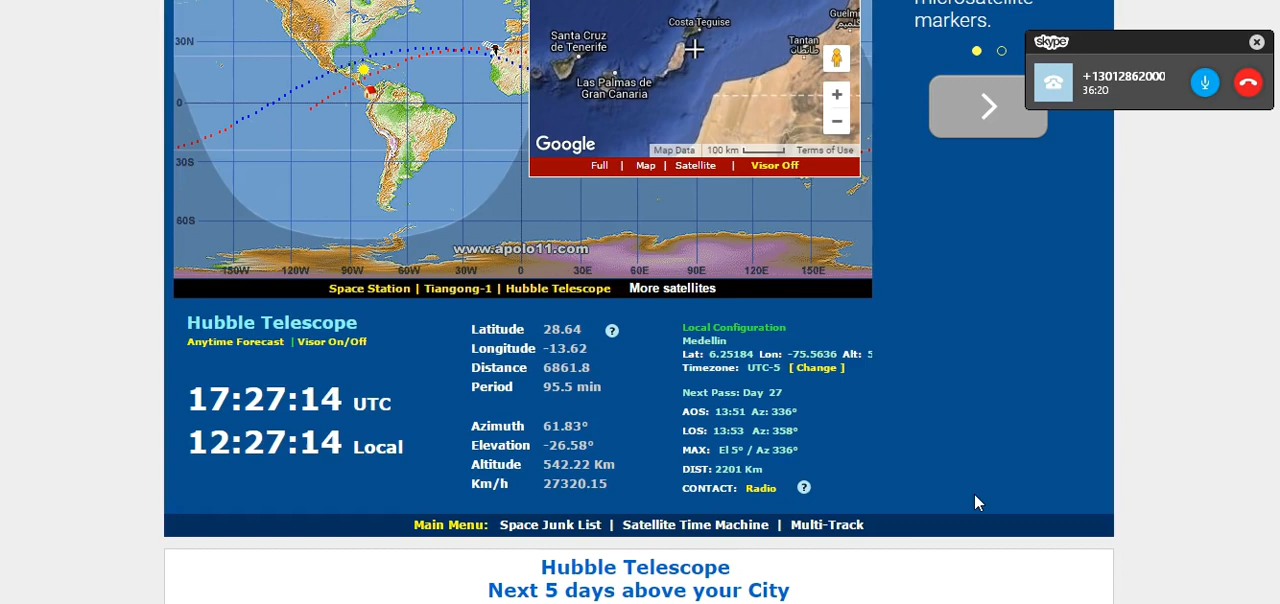 microsatellite
markers.
skype
+13012862000
36:20
Costa Teguise
Guelmim
Santa Cruz
de Tenerife
Tantan
طانطان
Las Palmas de
Gran Canaria
Google
Map Data
100 km
Terms of Use
Full | Map | Satellite | Visor Off
30N
0
30S
60S
www.apolo11.com
150W 120W 90W 60W 30W 0 30E 60E 90E 120E 150E
Space Station | Tiangong-1 | Hubble Telescope More satellites
Hubble Telescope
Anytime Forecast | Visor On/Off
17:27:14 UTC
12:27:14 Local
Latitude 28.64 ?
Longitude -13.62
Distance 6861.8
Period 95.5 min
Azimuth 61.83°
Elevation -26.58°
Altitude 542.22 Km
Km/h 27320.15
Local Configuration
Medellin
Lat: 6.25184 Lon: -75.5636 Alt:
Timezone: UTC-5 [ Change ]
Next Pass: Day 27
AOS: 13:51 Az: 336°
LOS: 13:53 Az: 358°
MAX: El 5° / Az 336°
DIST: 2201 Km
CONTACT: Radio ?
Main Menu: Space Junk List | Satellite Time Machine | Multi-Track
Hubble Telescope
Next 5 days above your City